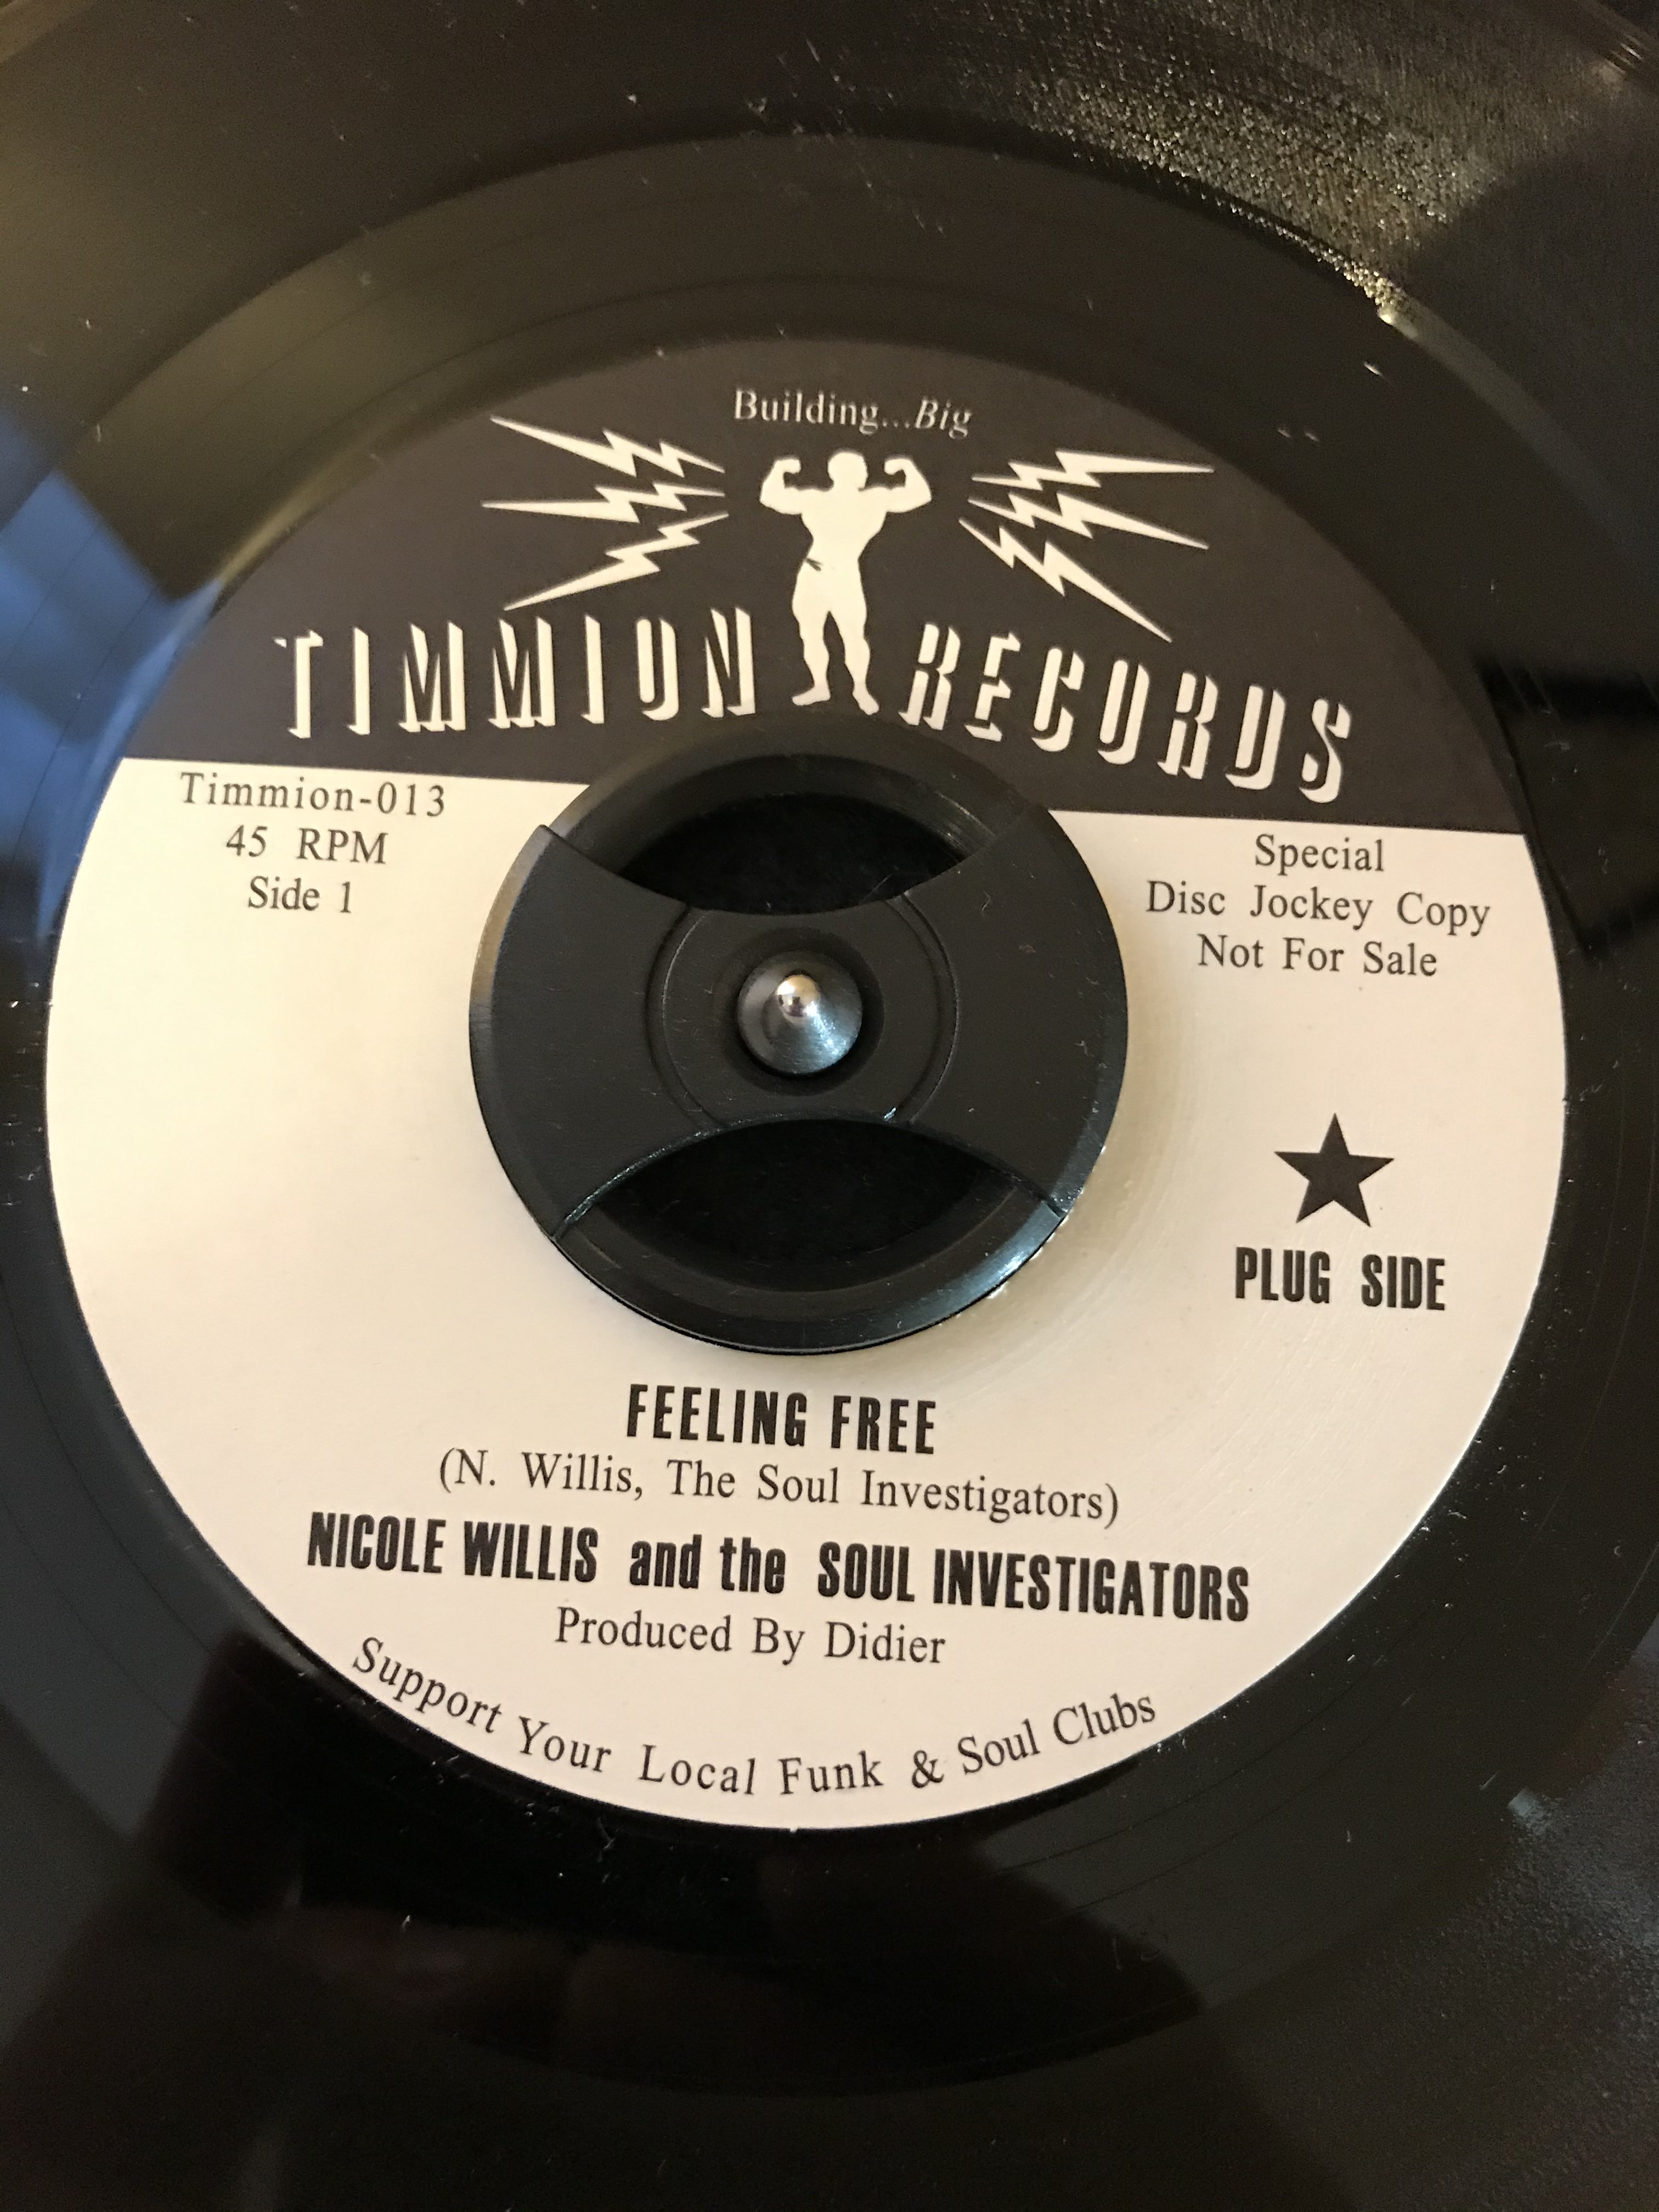 Building...Big
TIMMION RECORDS
Timmion-013
45 RPM
Side 1
Special
Disc Jockey Copy
Not For Sale
PLUG SIDE
FEELING FREE
(N. Willis, The Soul Investigators)
NICOLE WILLIS and the SOUL INVESTIGATORS
Produced By Didier
Support Your Local Funk & Soul Clubs